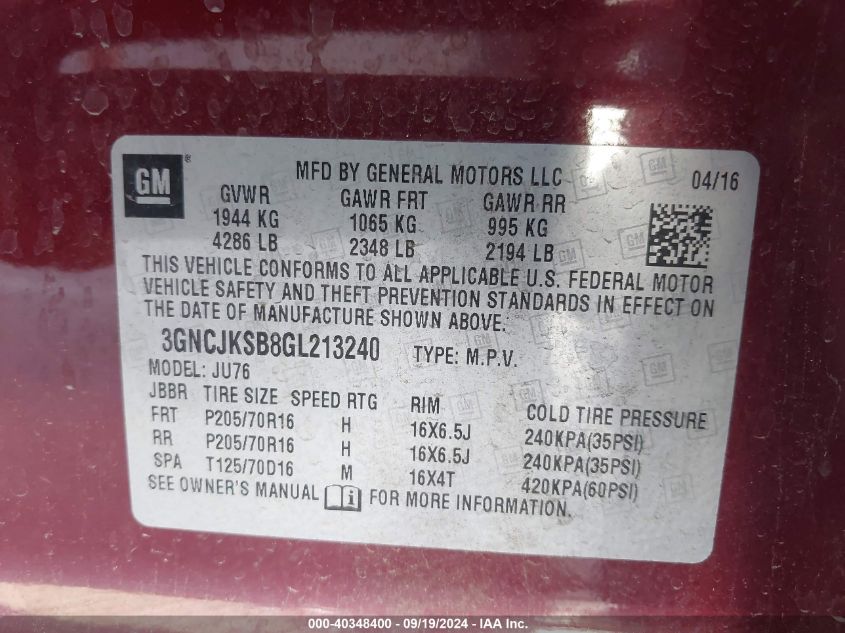 GM®
MFD BY GENERAL MOTORS LLC 04/16
GVWR GAWR FRT GAWR RR
1944 KG 1065 KG 995 KG
4286 LB 2348 LB 2194 LB
THIS VEHICLE CONFORMS TO ALL APPLICABLE U.S. FEDERAL MOTOR
VEHICLE SAFETY AND THEFT PREVENTION STANDARDS IN EFFECT ON
THE DATE OF MANUFACTURE SHOWN ABOVE.
3GNCJKSB8GL213240 TYPE: M.P.V.
MODEL: JU76
JBBR TIRE SIZE SPEED RTG RIM COLD TIRE PRESSURE
FRT P205/70R16 H 16X6.5J 240KPA(35PSI)
RR P205/70R16 H 16X6.5J 240KPA(35PSI)
SPA T125/70D16 M 16X4T 420KPA(60PSI)
SEE OWNER'S MANUAL i FOR MORE INFORMATION.
000-40348400 - 09/19/2024 - IAA Inc.